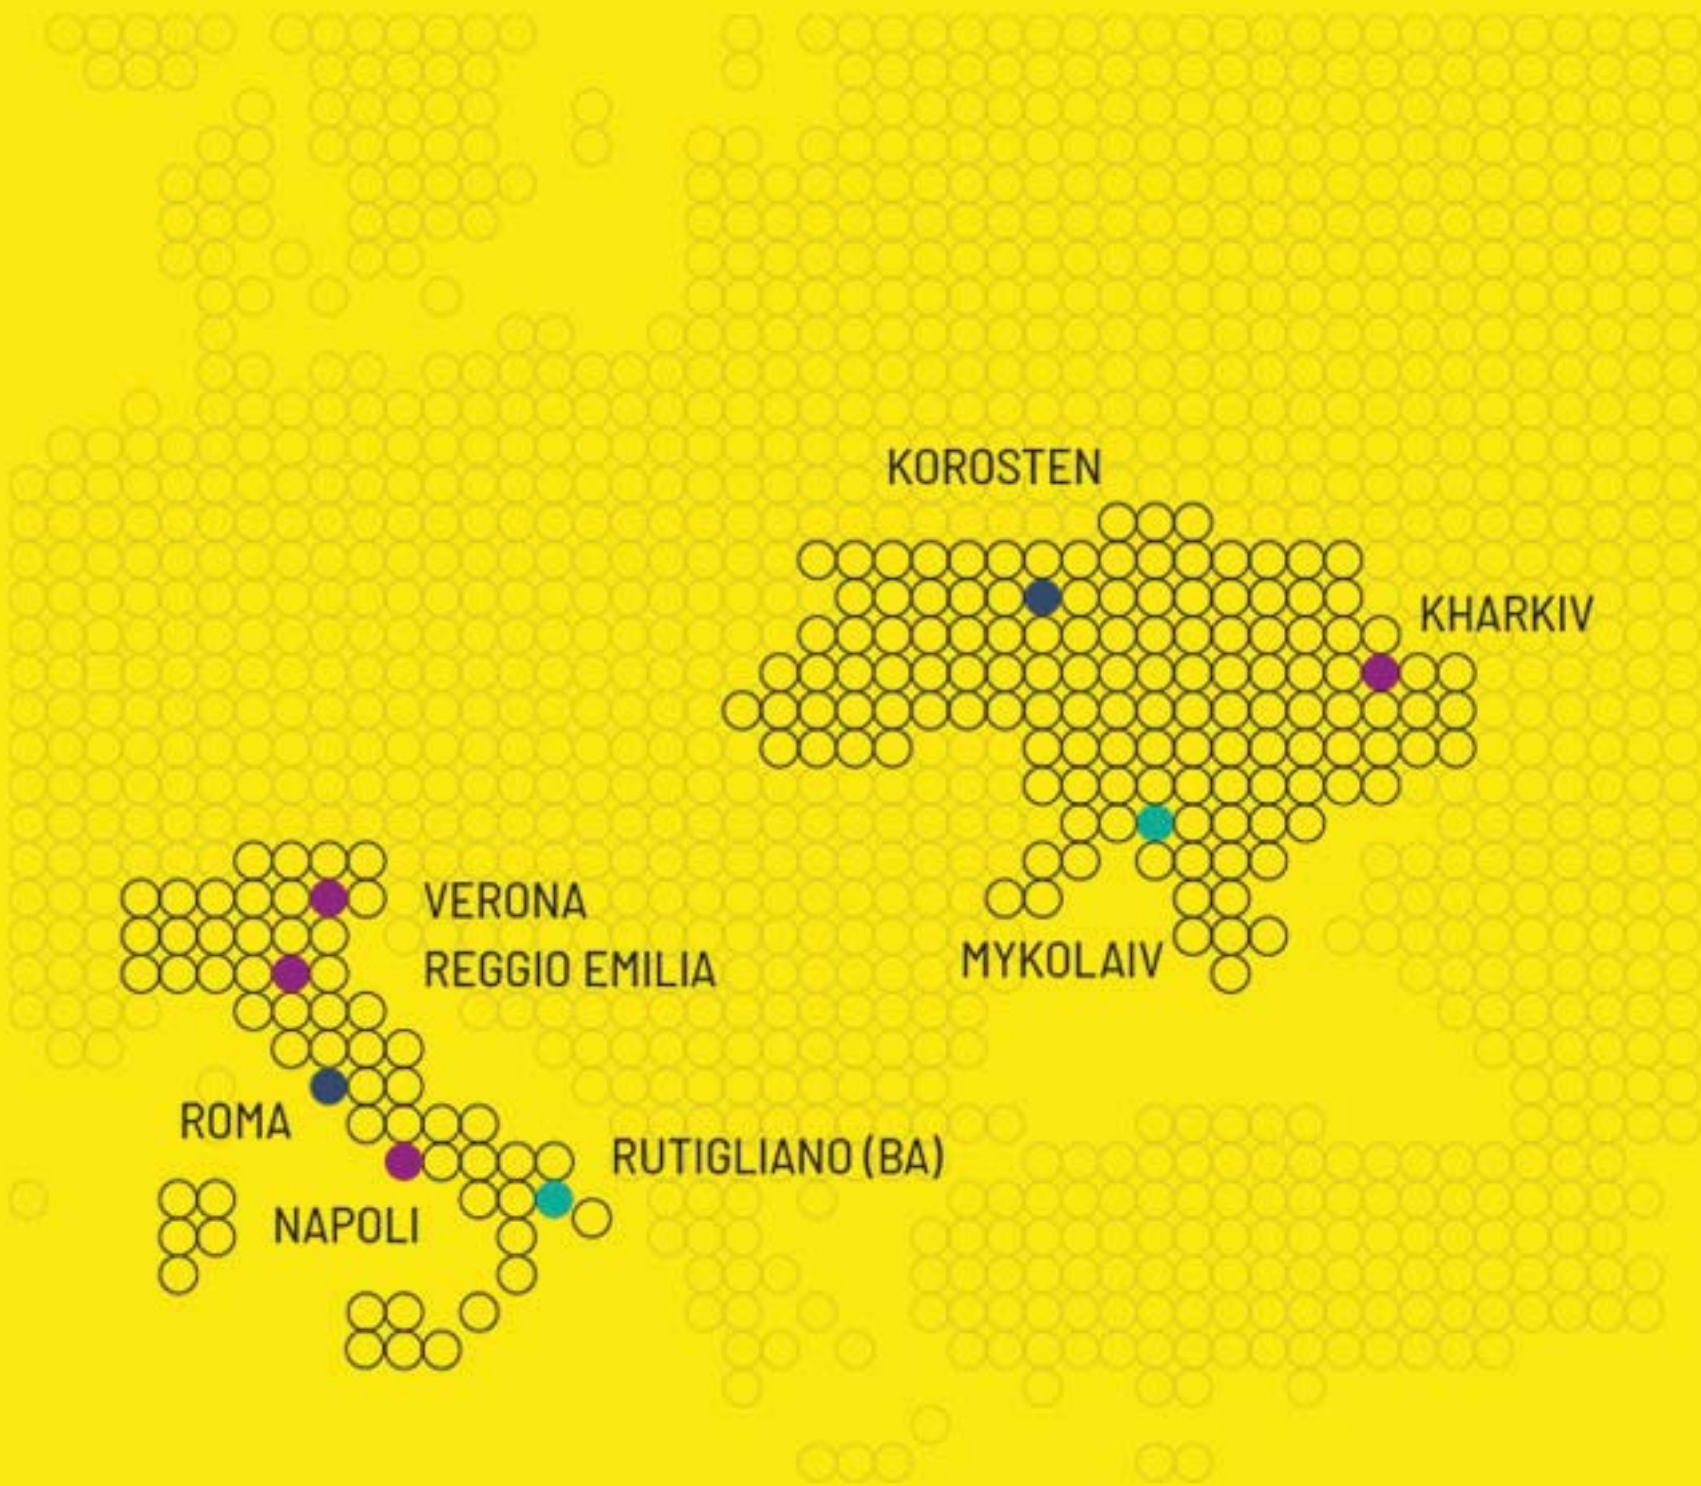 KOROSTEN
KHARKIV
VERONA
REGGIO EMILIA
MYKOLAIV
ROMA
RUTIGLIANO (BA)
NAPOLI